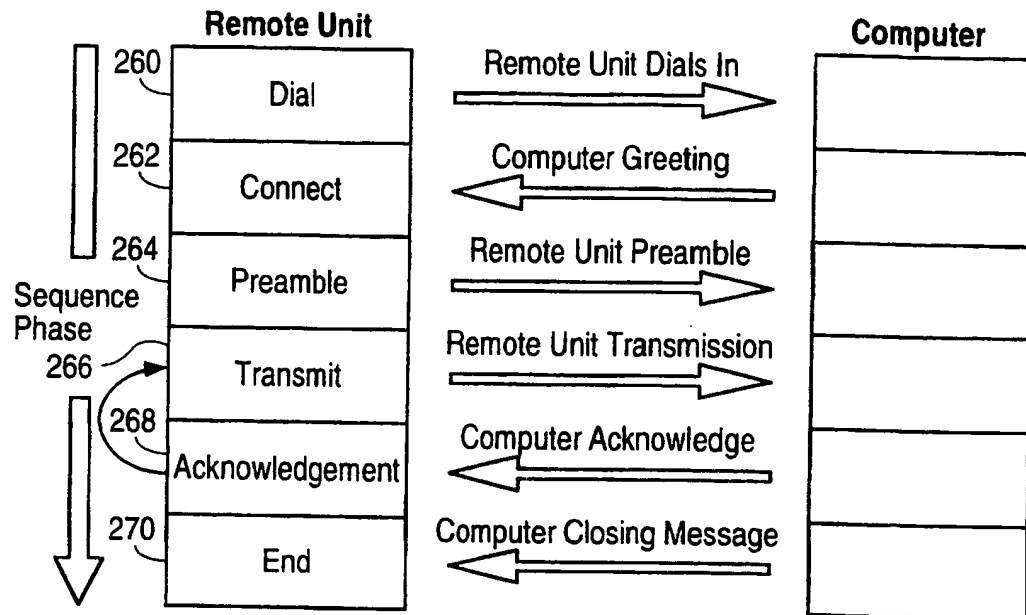 Remote Unit
Computer
260
Dial
Remote Unit Dials In
262
Connect
Computer Greeting
264
Preamble
Remote Unit Preamble
Sequence
Phase
266
Transmit
Remote Unit Transmission
268
Acknowledgement
Computer Acknowledge
270
End
Computer Closing Message